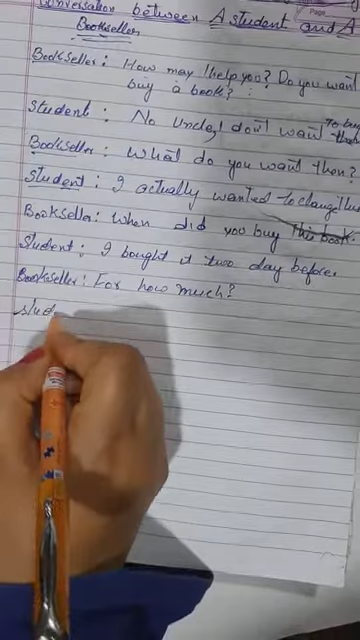 Conversation between A student and A
Bookseller
Page
Bookseller: How may I help you? Do you want
buy a book?
Student: No Uncle, I don't want to buy
Bookseller: What do you want then?
Student: I actually wanted to change the
Bookseller: When did you buy This book.
Student: I bought it two day before.
Bookseller: For how much?
stud